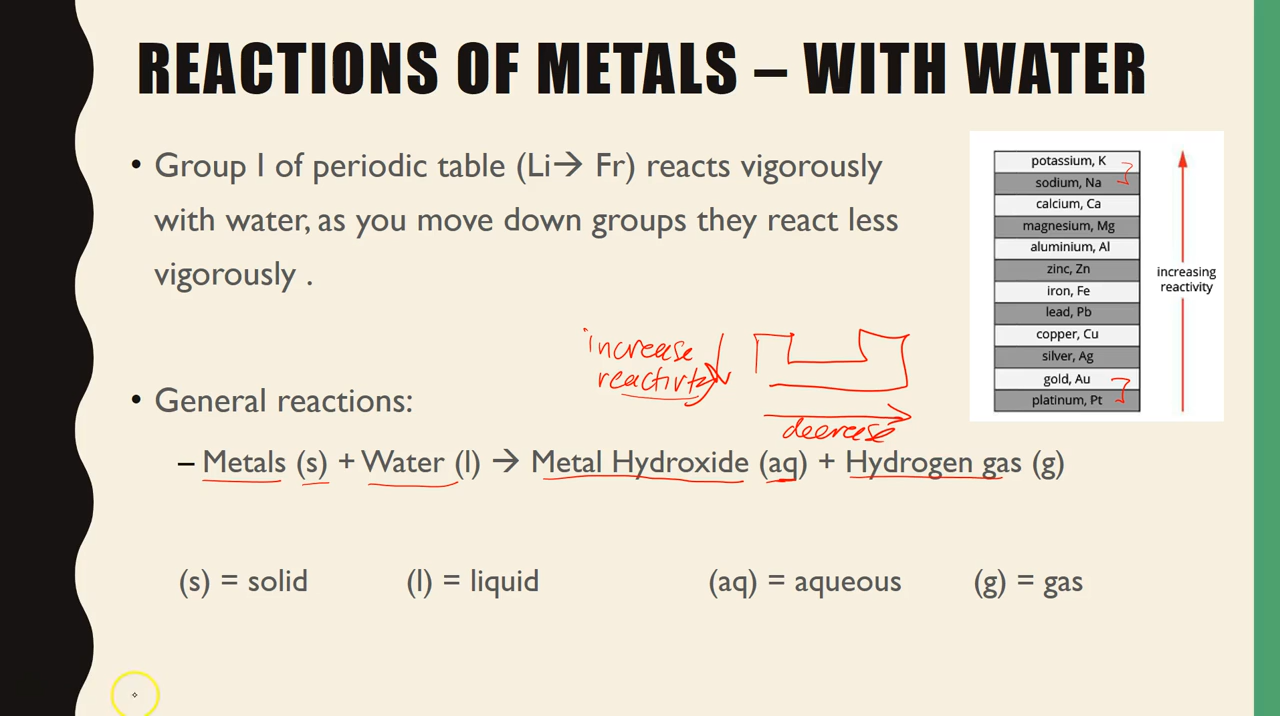 REACTIONS OF METALS – WITH WATER
• Group I of periodic table (Li→ Fr) reacts vigorously
with water, as you move down groups they react less
vigorously .
potassium, K
sodium, Na
calcium, Ca
magnesium, Mg
aluminium, Al
zinc, Zn
iron, Fe
lead, Pb
copper, Cu
silver, Ag
gold, Au
platinum, Pt
increasing
reactivity
increase
reactivity
decrease
• General reactions:
– Metals (s) + Water (l) → Metal Hydroxide (aq) + Hydrogen gas (g)
(s) = solid (l) = liquid (aq) = aqueous (g) = gas